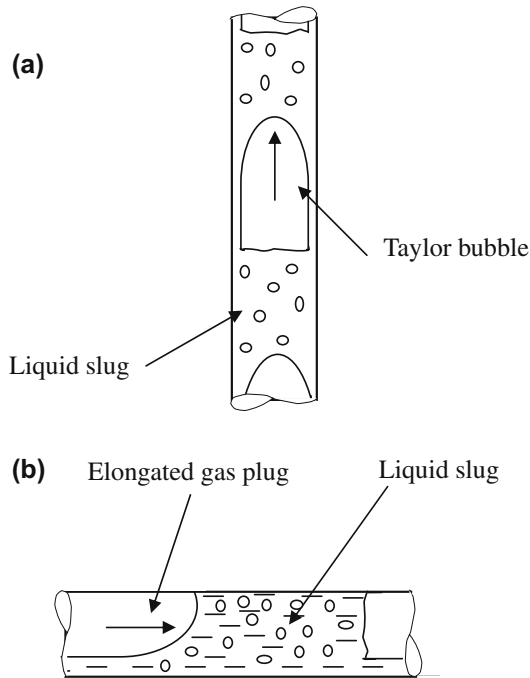 (a)
Taylor bubble
Liquid slug
(b)
Elongated gas plug
Liquid slug